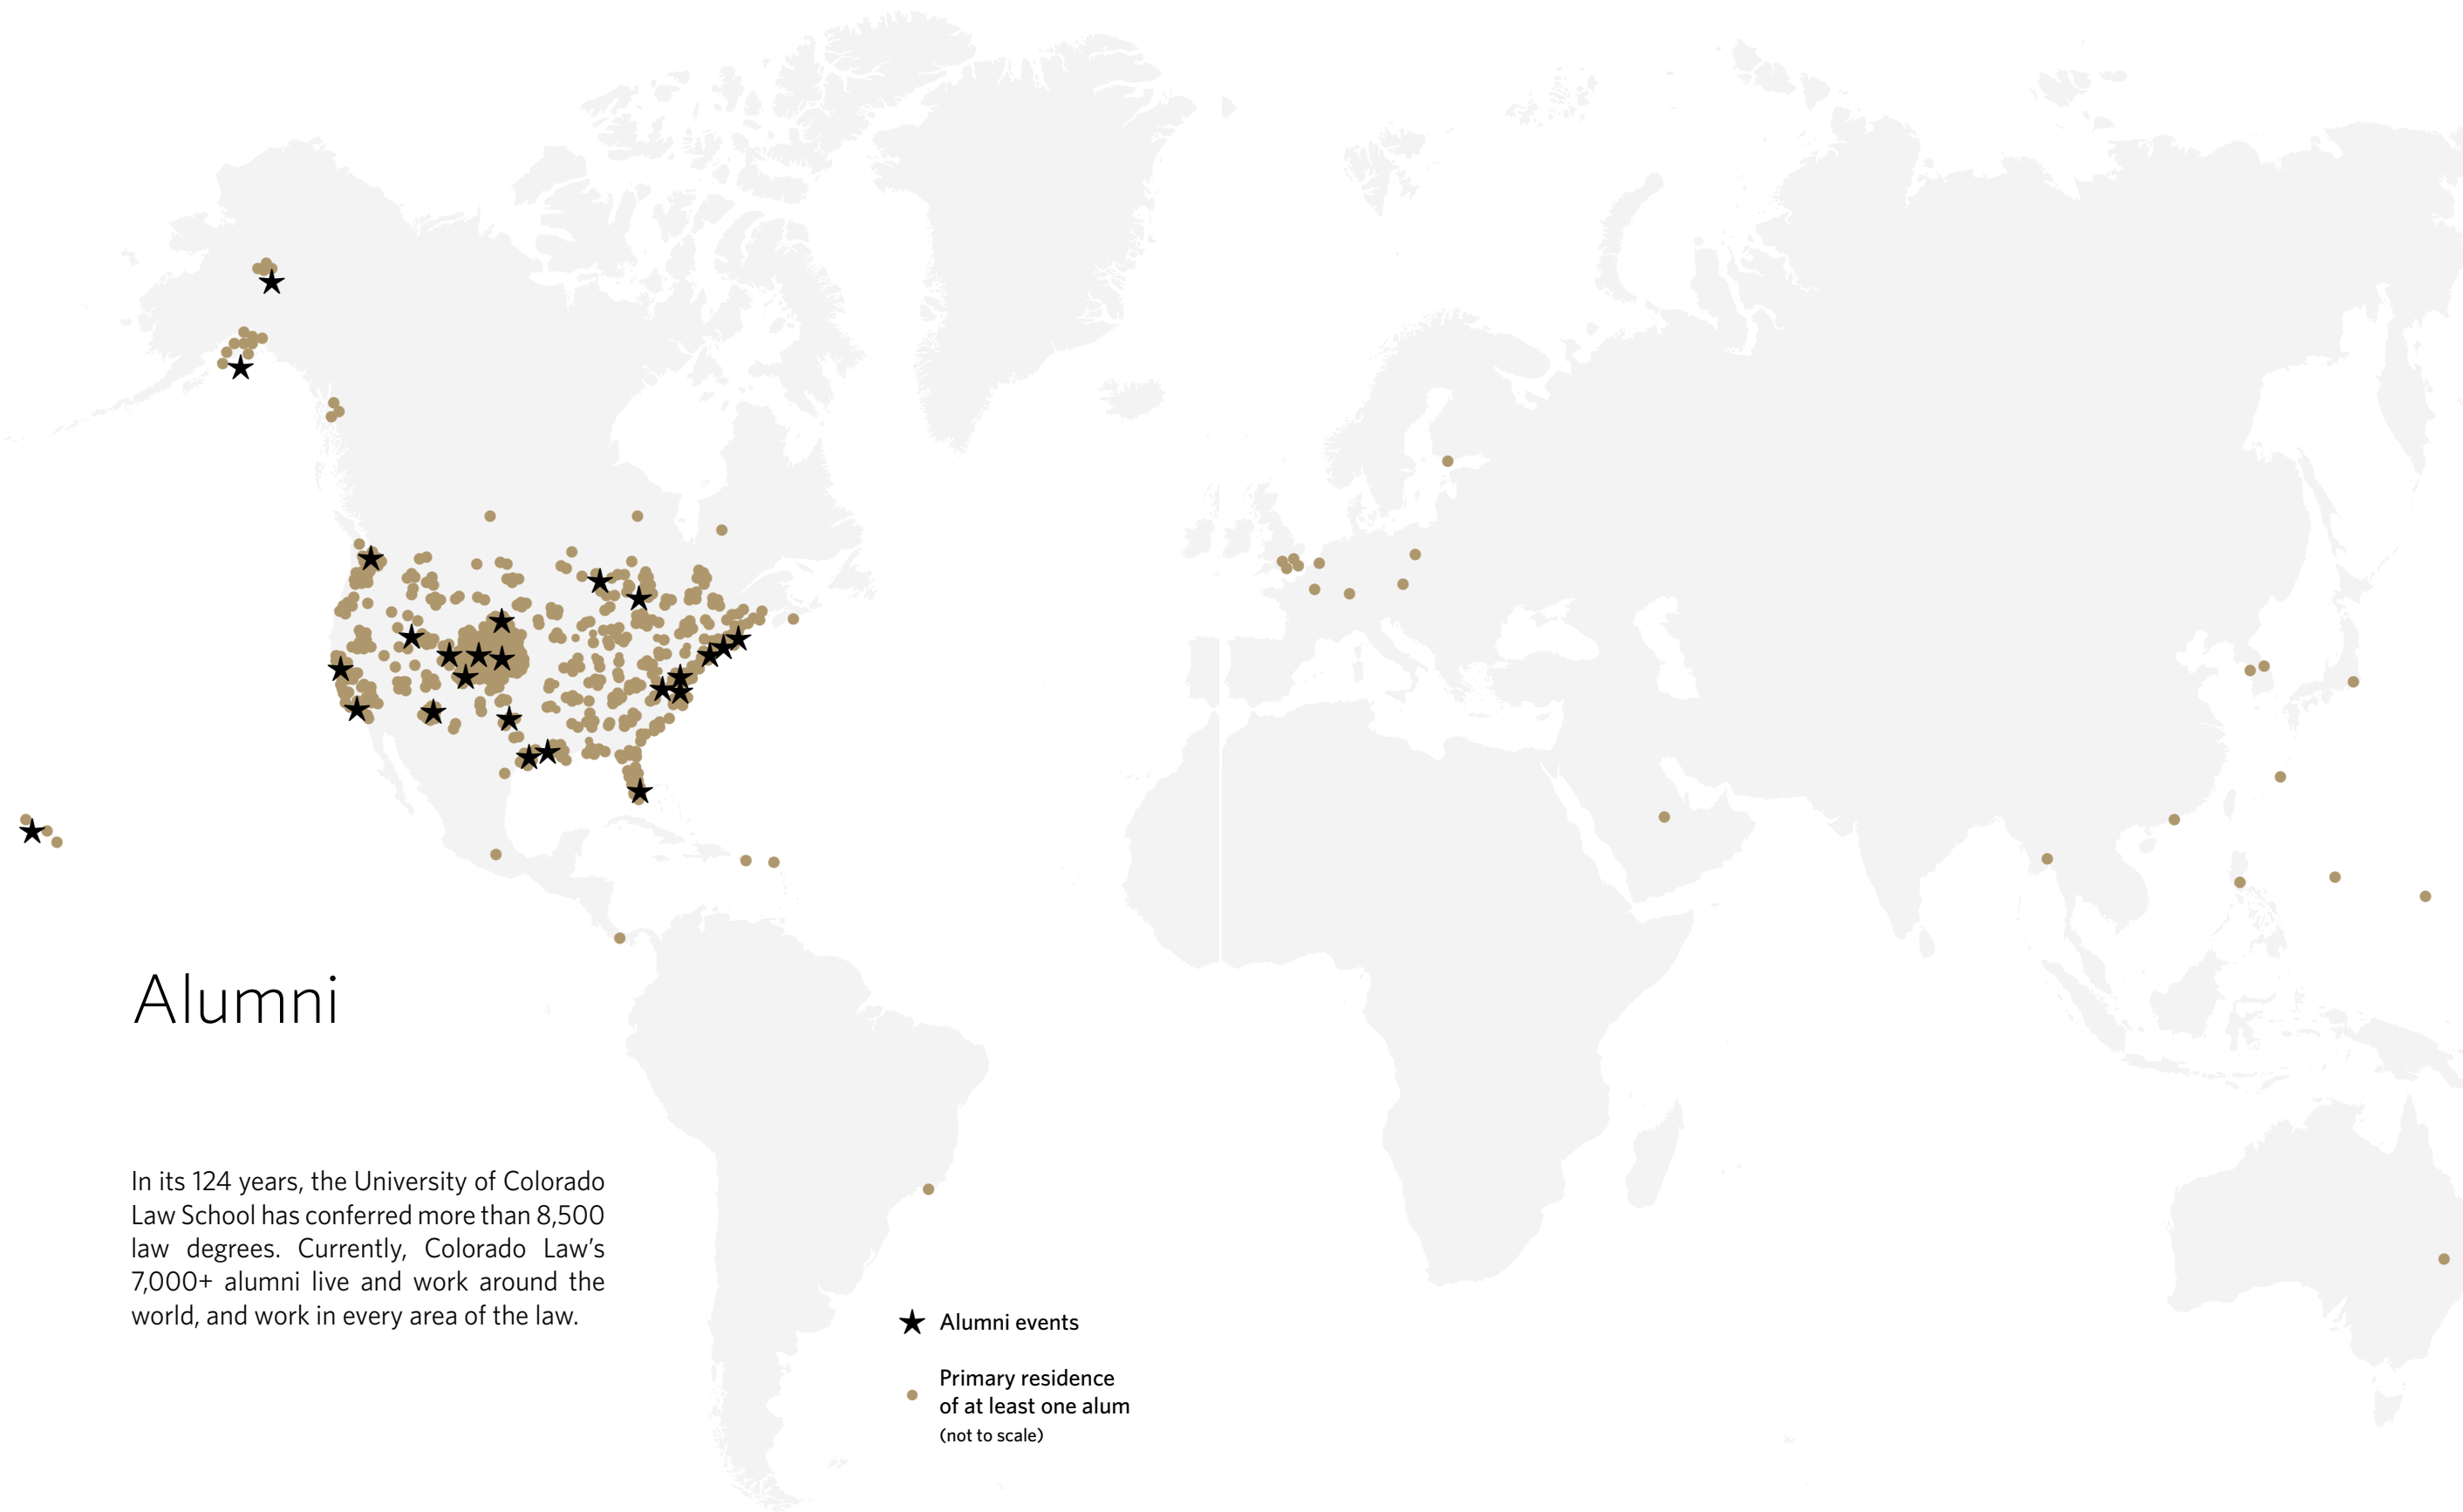 Alumni
In its 124 years, the University of Colorado
Law School has conferred more than 8,500
law degrees. Currently, Colorado Law's
7,000+ alumni live and work around the
world, and work in every area of the law.
Alumni events
Primary residence
of at least one alum
(not to scale)